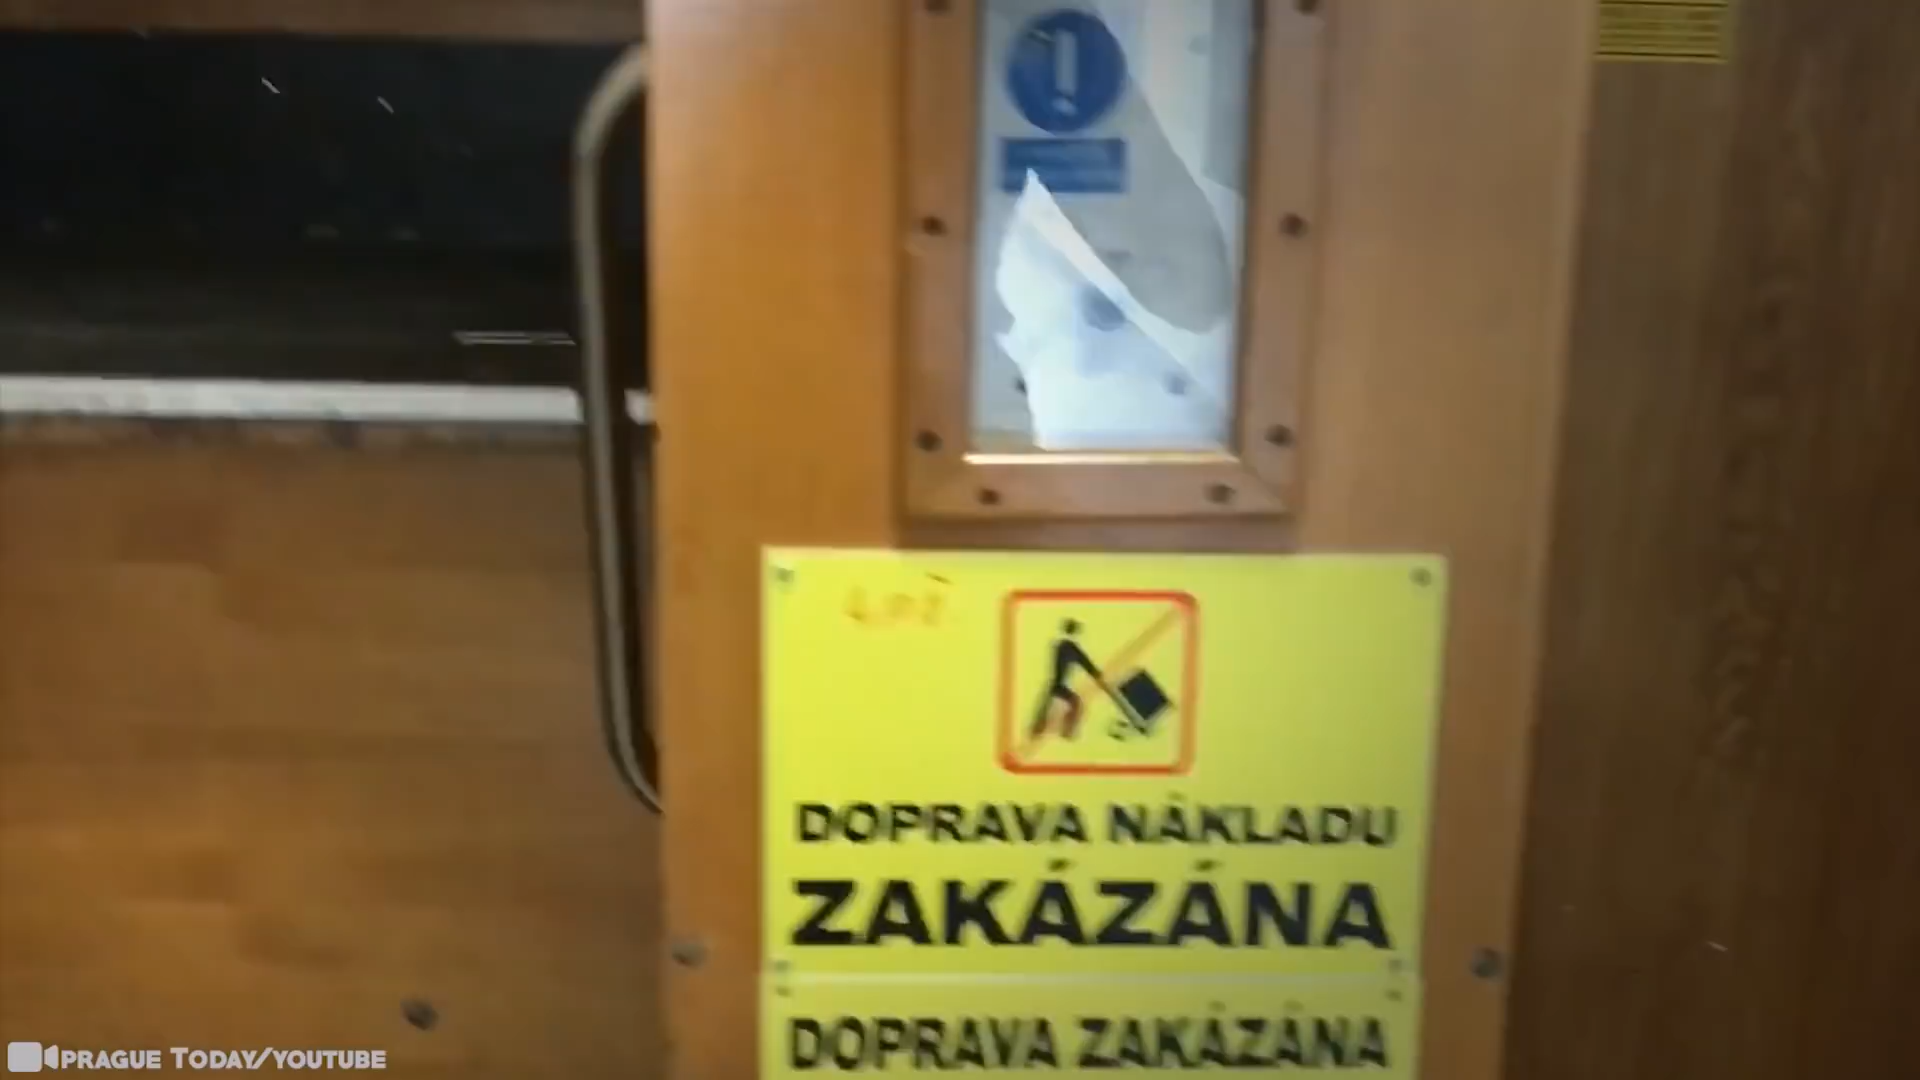 DOPRAVA NÁKLADU
ZAKÁZÁNA
DOPRAVA ZAKÁZÁNA
PRAGUE TODAY/YOUTUBE